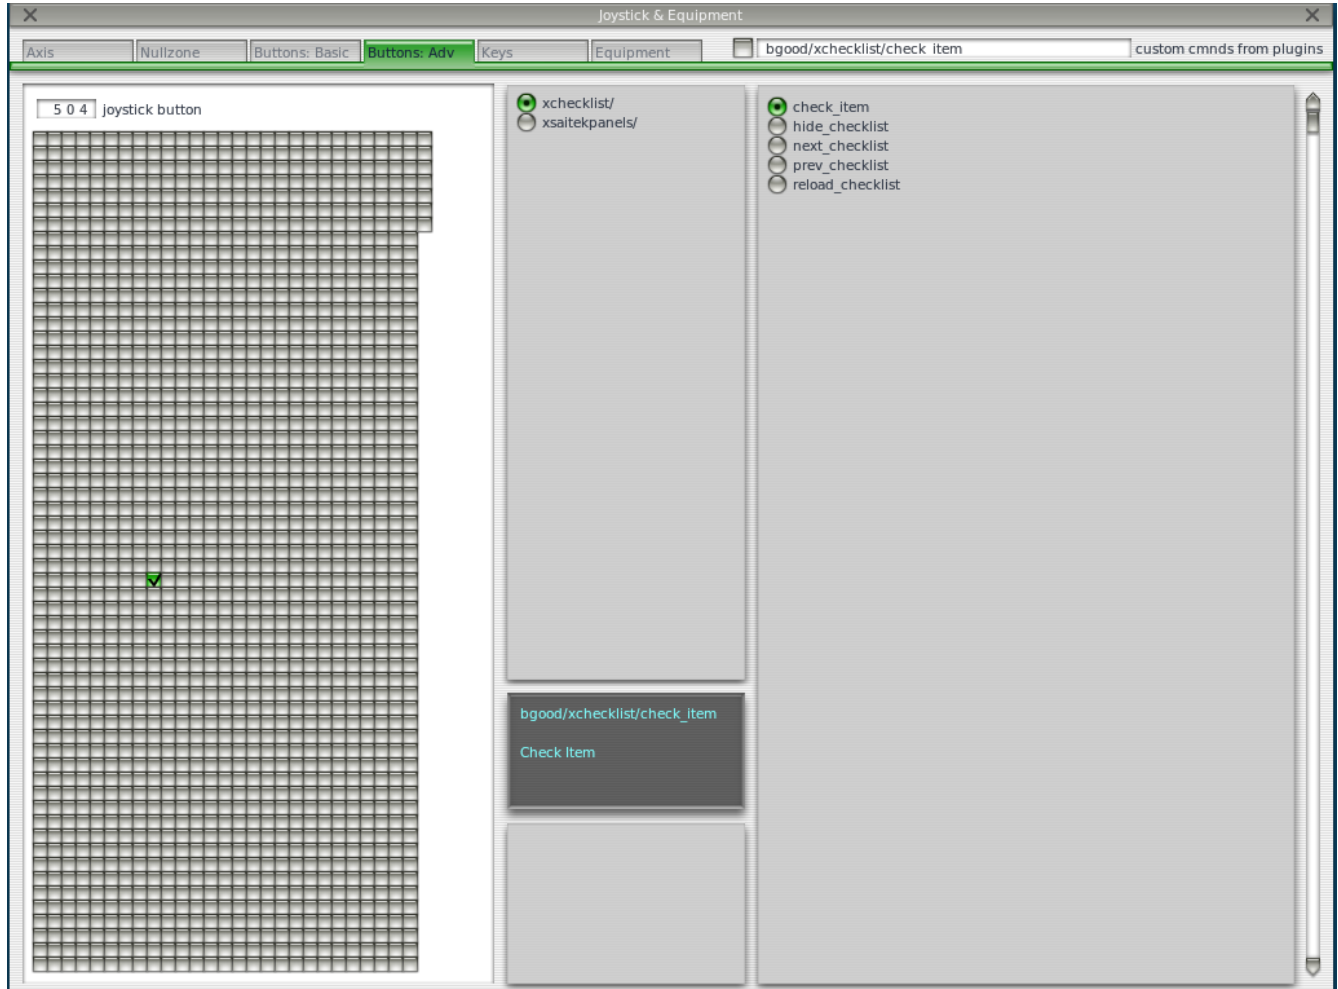 Joystick & Equipment
Axis
Nullzone
Buttons: Basic
Buttons: Adv
Keys
Equipment
bgood/xchecklist/check_item
custom cmnds from plugins
504 joystick button
xchecklist/
xsaitekpanels/
check_item
hide_checklist
next_checklist
prev_checklist
reload_checklist
bgood/xchecklist/check_item
Check Item